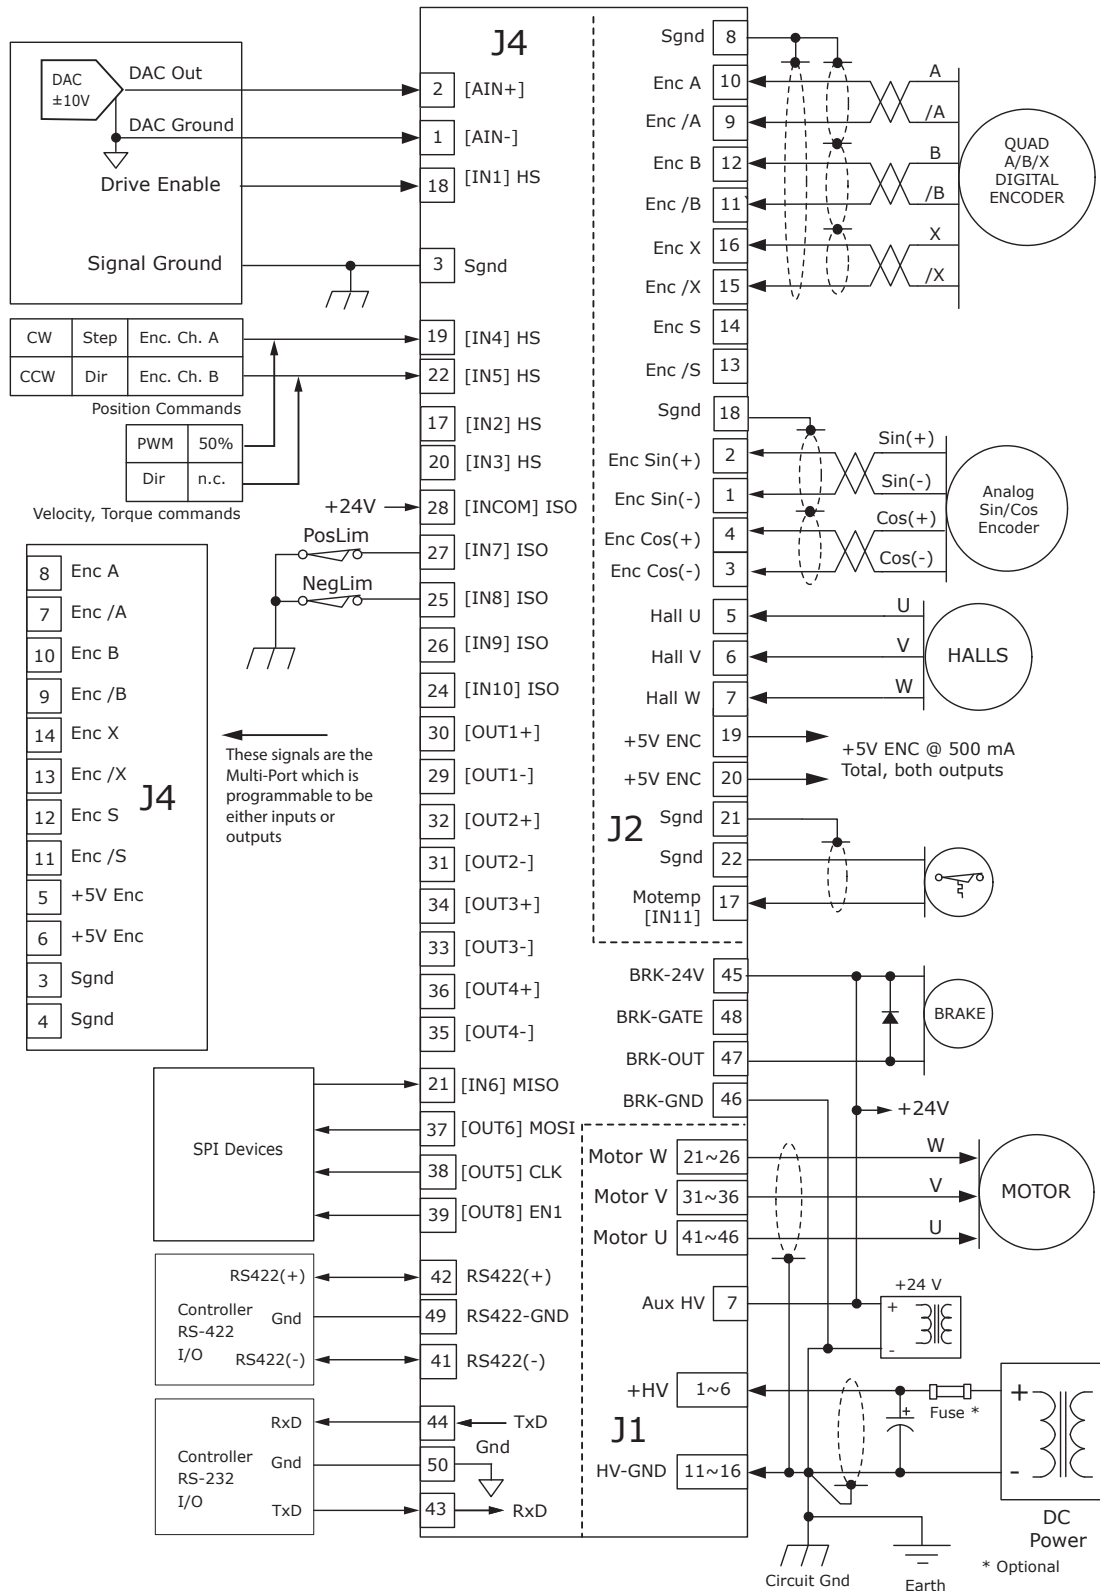 J4
DAC
±10V
DAC Out
DAC Ground
Drive Enable
Signal Ground
2 [AIN+]
1 [AIN-]
18 [IN1] HS
3 Sgnd
CW Step Enc. Ch. A
CCW Dir Enc. Ch. B
Position Commands
PWM 50%
Dir n.c.
Velocity, Torque commands
19 [IN4] HS
22 [IN5] HS
17 [IN2] HS
20 [IN3] HS
+24V
28 [INCOM] ISO
PosLim
27 [IN7] ISO
NegLim
25 [IN8] ISO
26 [IN9] ISO
24 [IN10] ISO
30 [OUT1+]
29 [OUT1-]
32 [OUT2+]
31 [OUT2-]
34 [OUT3+]
33 [OUT3-]
36 [OUT4+]
35 [OUT4-]
8 Enc A
7 Enc /A
10 Enc B
9 Enc /B
14 Enc X
13 Enc /X
12 Enc S
11 Enc /S
5 +5V Enc
6 +5V Enc
3 Sgnd
4 Sgnd
J4
These signals are the
Multi-Port which is
programmable to be
either inputs or
outputs
SPI Devices
21 [IN6] MISO
37 [OUT6] MOSI
38 [OUT5] CLK
39 [OUT8] EN1
RS422(+)
Controller
RS-422
I/O
Gnd
RS422(-)
42 RS422(+)
49 RS422-GND
41 RS422(-)
RxD
Controller
RS-232
I/O
Gnd
TxD
44 TxD
50 Gnd
43 RxD
Sgnd 8
Enc A 10
Enc /A 9
Enc B 12
Enc /B 11
Enc X 16
Enc /X 15
Enc S 14
Enc /S 13
A
/A
B
/B
X
/X
QUAD
A/B/X
DIGITAL
ENCODER
Sgnd 18
Enc Sin(+) 2
Enc Sin(-) 1
Enc Cos(+) 4
Enc Cos(-) 3
Sin(+)
Sin(-)
Cos(+)
Cos(-)
Analog
Sin/Cos
Encoder
Hall U 5 U
Hall V 6 V
Hall W 7 W
HALLS
+5V ENC 19
+5V ENC 20
+5V ENC @ 500 mA
Total, both outputs
J2
Sgnd 21
Sgnd 22
Motemp
[IN11]
17
BRK-24V 45
BRK-GATE 48
BRK-OUT 47
BRK-GND 46
BRAKE
+24V
Motor W 21~26 W
Motor V 31~36 V
Motor U 41~46 U
MOTOR
Aux HV 7
+24 V
+
-
+HV 1~6
J1
HV-GND 11~16
+
Fuse *
+
-
DC
Power
* Optional
Circuit Gnd
Earth